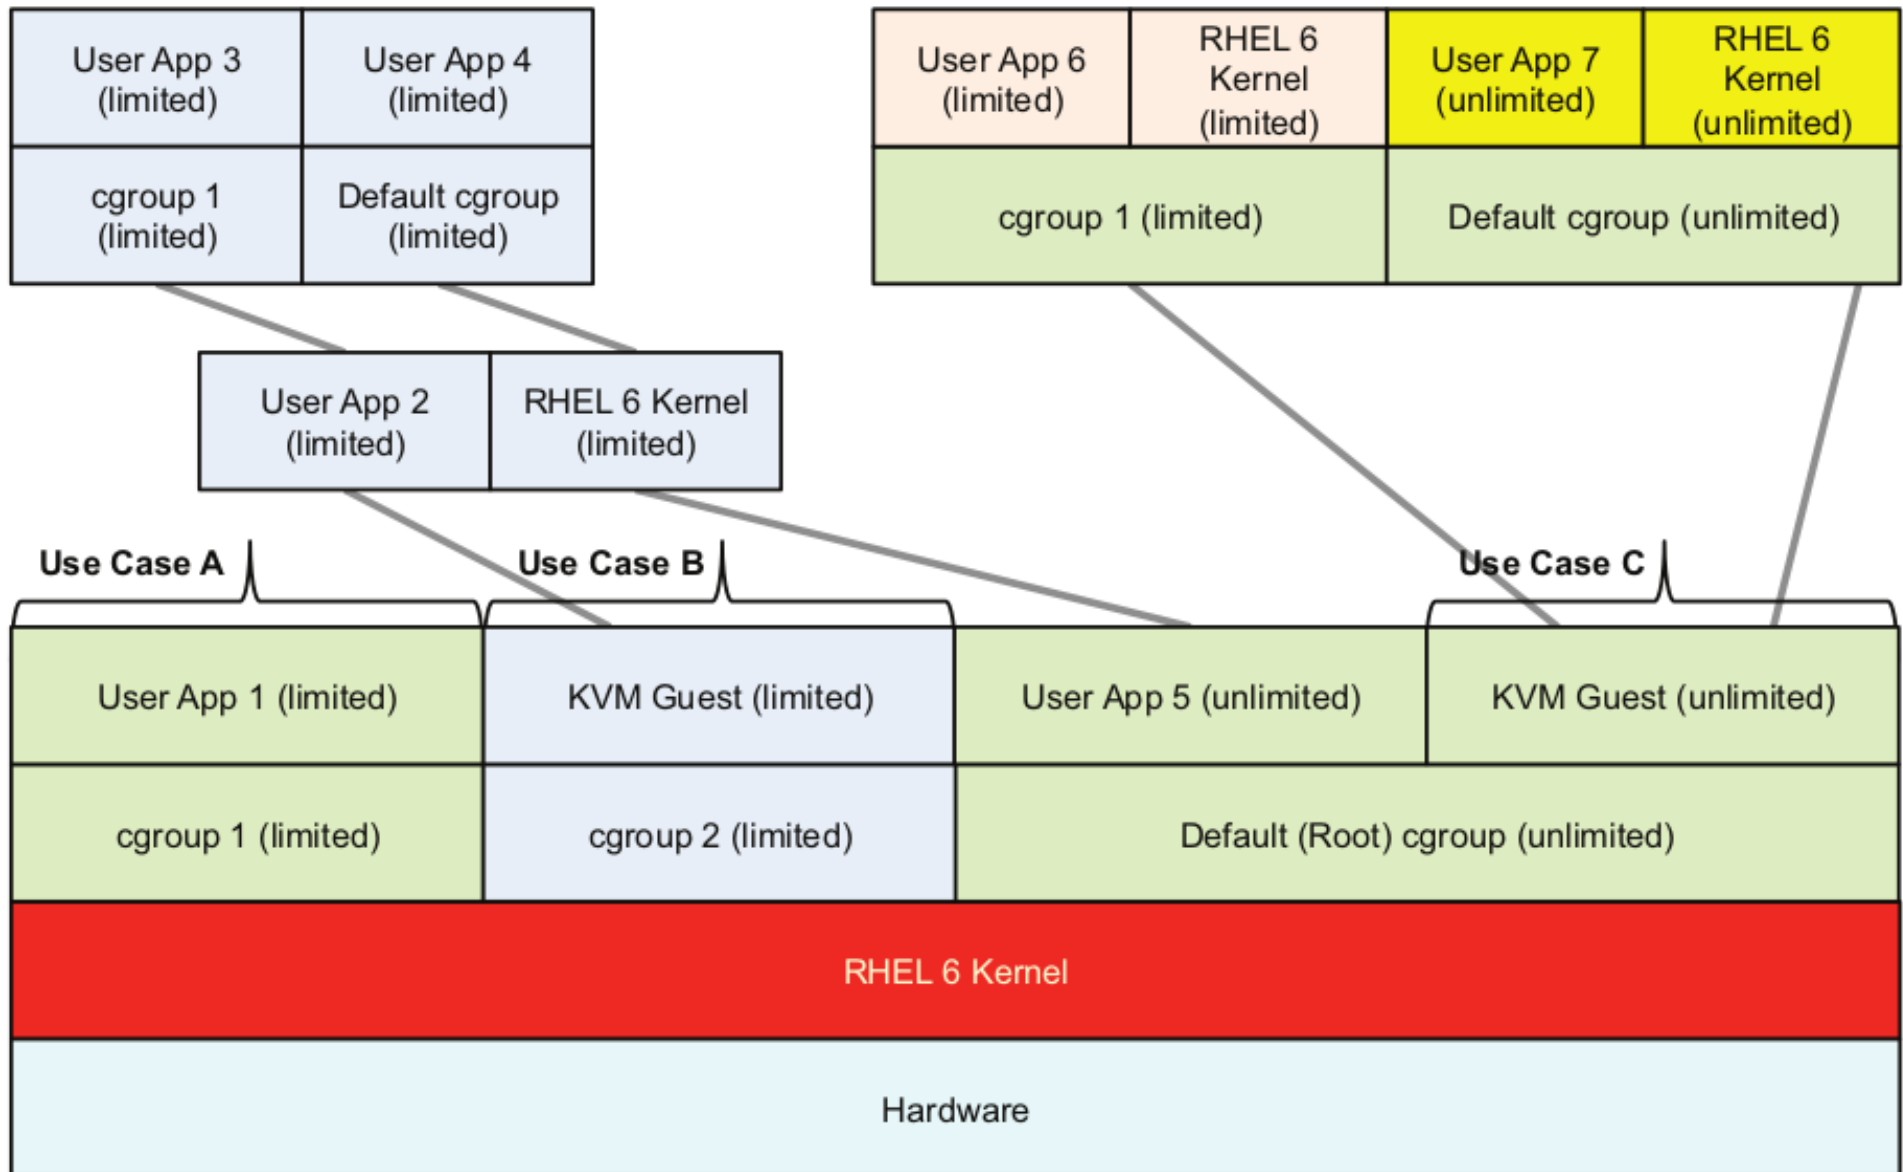 User App 3
(limited)
User App 4
(limited)
cgroup 1
(limited)
Default cgroup
(limited)
User App 6
(limited)
RHEL 6
Kernel
(limited)
User App 7
(unlimited)
RHEL 6
Kernel
(unlimited)
cgroup 1 (limited)
Default cgroup (unlimited)
User App 2
(limited)
RHEL 6 Kernel
(limited)
Use Case A
Use Case B
Use Case C
User App 1 (limited)
KVM Guest (limited)
User App 5 (unlimited)
KVM Guest (unlimited)
cgroup 1 (limited)
cgroup 2 (limited)
Default (Root) cgroup (unlimited)
RHEL 6 Kernel
Hardware